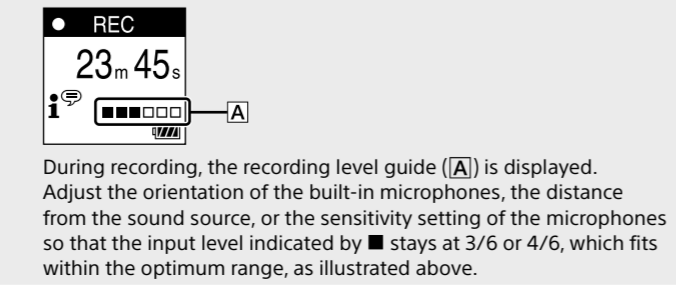 ● REC
23m 45s
i
■■■□□□ A
During recording, the recording level guide (A) is displayed.
Adjust the orientation of the built-in microphones, the distance
from the sound source, or the sensitivity setting of the microphones
so that the input level indicated by ■ stays at 3/6 or 4/6, which fits
within the optimum range, as illustrated above.